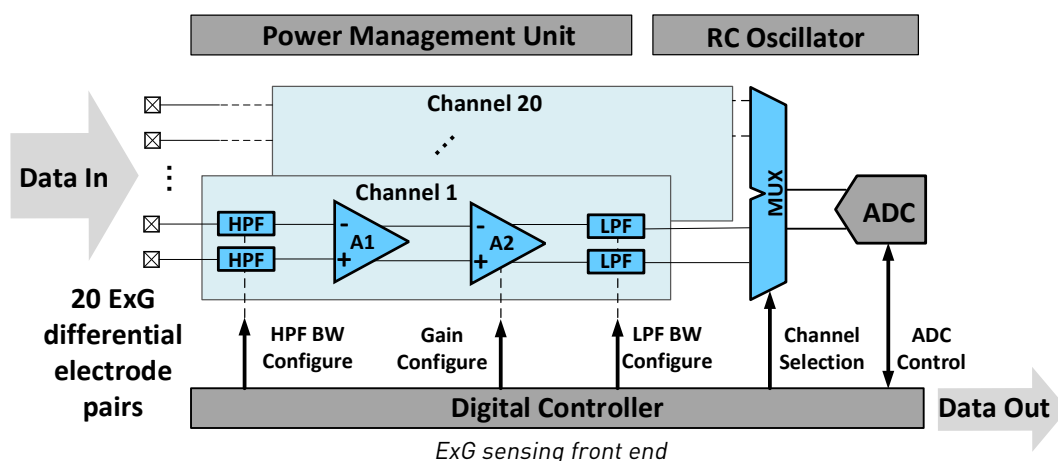 Power Management Unit
RC Oscillator
Channel 20
Data In
Channel 1
MUX
ADC
HPF
A1
-
+
A2
-
+
LPF
HPF
LPF
20 ExG
differential
electrode
pairs
HPF BW
Configure
Gain
Configure
LPF BW
Configure
Channel
Selection
ADC
Control
Digital Controller
Data Out
ExG sensing front end